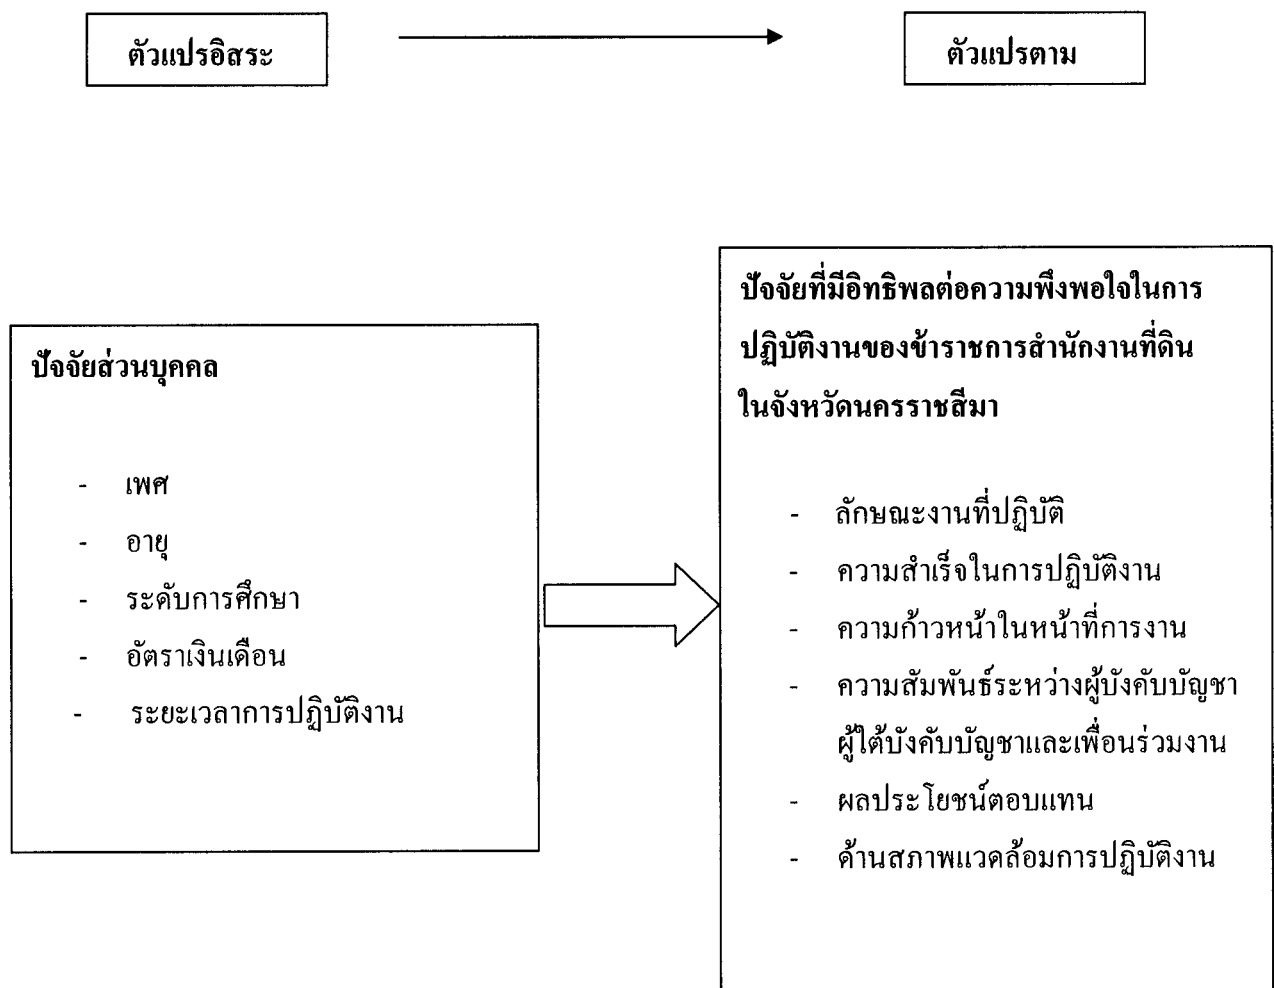 ตัวแปรอิสระ
ตัวแปรตาม
ปัจจัยส่วนบุคคล
- เพศ
- อายุ
- ระดับการศึกษา
- อัตราเงินเดือน
- ระยะเวลาการปฏิบัติงาน
ปัจจัยที่มีอิทธิพลต่อความพึงพอใจในการ
ปฏิบัติงานของข้าราชการสำนักงานที่ดิน
ในจังหวัดนครราชสีมา
- ลักษณะงานที่ปฏิบัติ
- ความสำเร็จในการปฏิบัติงาน
- ความก้าวหน้าในหน้าที่การงาน
- ความสัมพันธ์ระหว่างผู้บังคับบัญชา
ผู้ใต้บังคับบัญชาและเพื่อนร่วมงาน
- ผลประโยชน์ตอบแทน
- ด้านสภาพแวดล้อมการปฏิบัติงาน